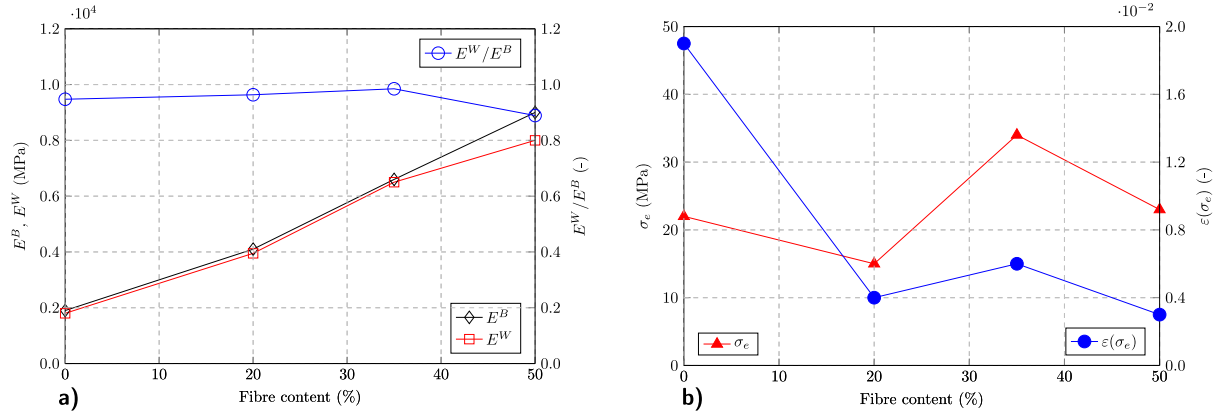 ·10⁴
1.2
1.0
0.8
0.6
0.4
0.2
0.0
E^B, E^W (MPa)
1.2
1.0
0.8
0.6
0.4
0.2
0.0
E^W/E^B (-)
E^W/E^B
E^B
E^W
0 10 20 30 40 50
Fibre content (%)
a)
·10⁻²
50
40
30
20
10
0
σ_e (MPa)
2.0
1.6
1.2
0.8
0.4
0.0
ε(σ_e) (-)
σ_e
ε(σ_e)
0 10 20 30 40 50
Fibre content (%)
b)